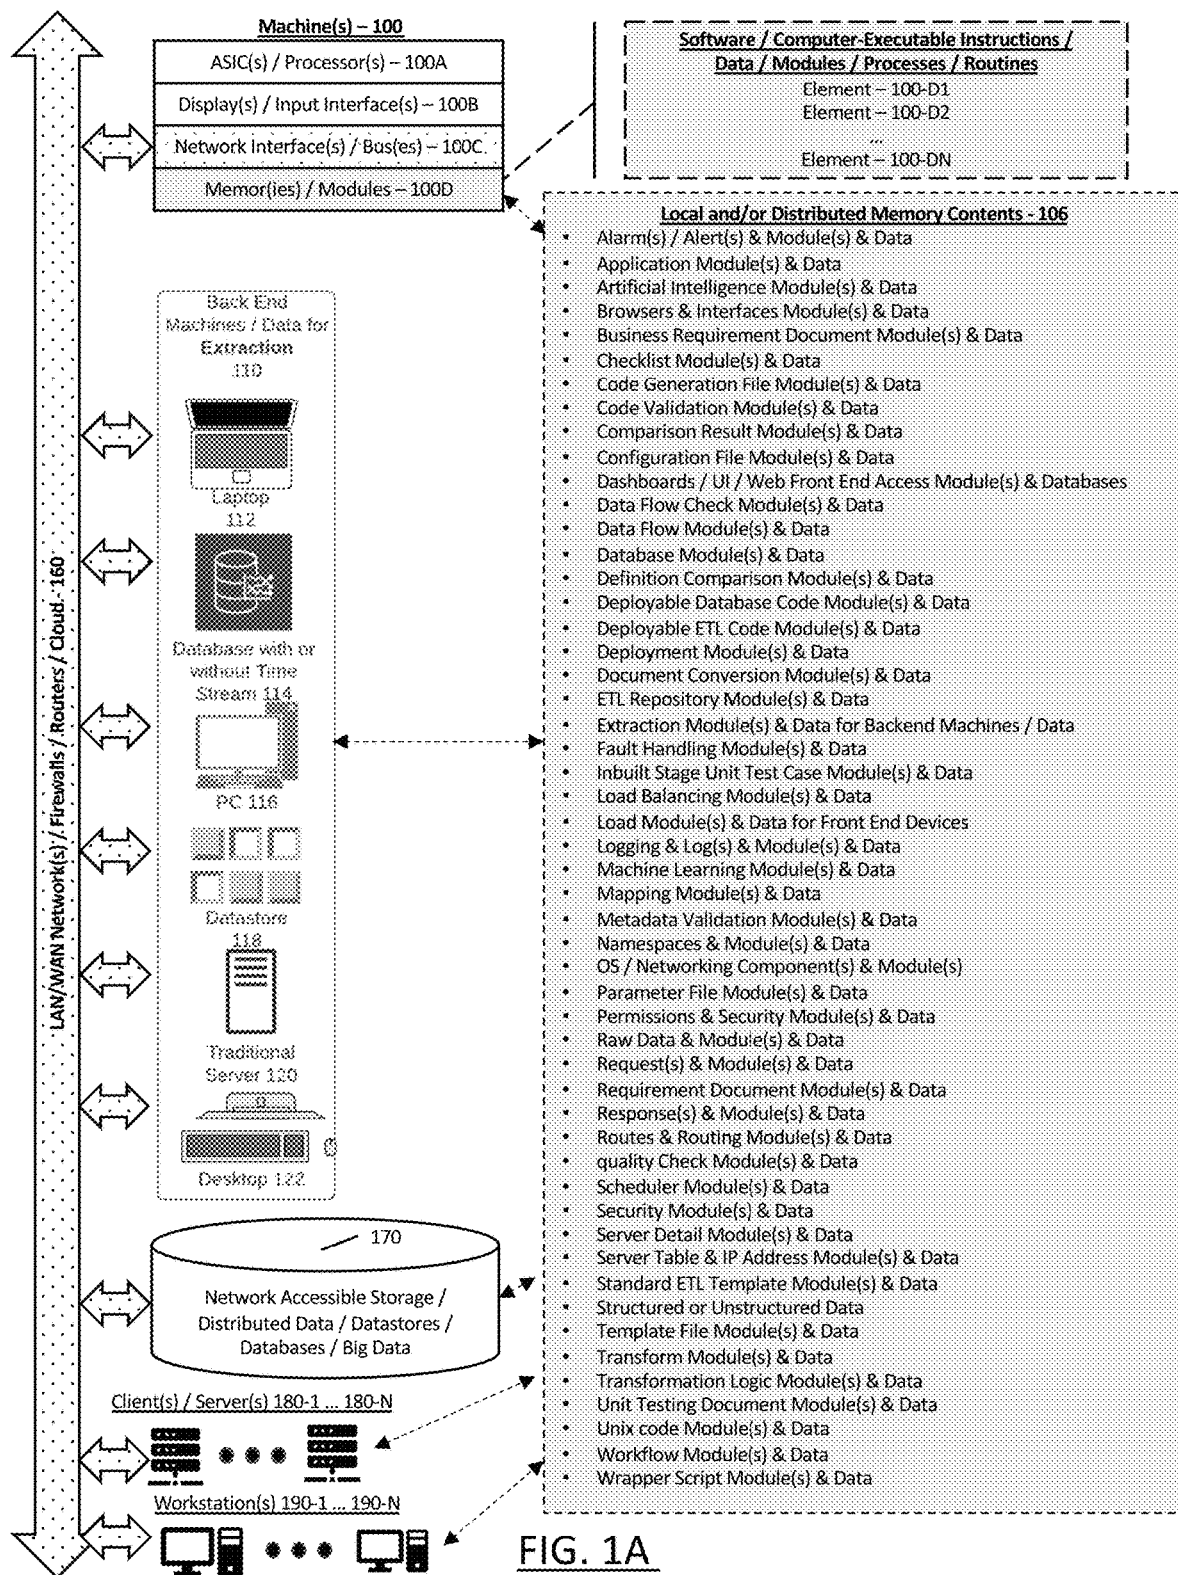 Machine(s) – 100
ASIC(s) / Processor(s) – 100A
Display(s) / Input Interface(s) – 100B
Network Interface(s) / Bus(es) – 100C
Memor(ies) / Modules – 100D
Software / Computer-Executable Instructions /
Data / Modules / Processes / Routines
Element – 100-D1
Element – 100-D2
...
Element – 100-DN
LAN/WAN Network(s) / Firewalls / Routers / Cloud - 160
Back End
Machines / Data for
Extraction
110
Laptop
112
Database with or
without Time
Stream 114
PC 116
Datastore
118
Traditional
Server 120
Desktop 122
170
Network Accessible Storage /
Distributed Data / Datastores /
Databases / Big Data
Client(s) / Server(s) 180-1 ... 180-N
Workstation(s) 190-1 ... 190-N
Local and/or Distributed Memory Contents - 106
• Alarm(s) / Alert(s) & Module(s) & Data
• Application Module(s) & Data
• Artificial Intelligence Module(s) & Data
• Browsers & Interfaces Module(s) & Data
• Business Requirement Document Module(s) & Data
• Checklist Module(s) & Data
• Code Generation File Module(s) & Data
• Code Validation Module(s) & Data
• Comparison Result Module(s) & Data
• Configuration File Module(s) & Data
• Dashboards / UI / Web Front End Access Module(s) & Databases
• Data Flow Check Module(s) & Data
• Data Flow Module(s) & Data
• Database Module(s) & Data
• Definition Comparison Module(s) & Data
• Deployable Database Code Module(s) & Data
• Deployable ETL Code Module(s) & Data
• Deployment Module(s) & Data
• Document Conversion Module(s) & Data
• ETL Repository Module(s) & Data
• Extraction Module(s) & Data for Backend Machines / Data
• Fault Handling Module(s) & Data
• Inbuilt Stage Unit Test Case Module(s) & Data
• Load Balancing Module(s) & Data
• Load Module(s) & Data for Front End Devices
• Logging & Log(s) & Module(s) & Data
• Machine Learning Module(s) & Data
• Mapping Module(s) & Data
• Metadata Validation Module(s) & Data
• Namespaces & Module(s) & Data
• OS / Networking Component(s) & Module(s)
• Parameter File Module(s) & Data
• Permissions & Security Module(s) & Data
• Raw Data & Module(s) & Data
• Request(s) & Module(s) & Data
• Requirement Document Module(s) & Data
• Response(s) & Module(s) & Data
• Routes & Routing Module(s) & Data
• quality Check Module(s) & Data
• Scheduler Module(s) & Data
• Security Module(s) & Data
• Server Detail Module(s) & Data
• Server Table & IP Address Module(s) & Data
• Standard ETL Template Module(s) & Data
• Structured or Unstructured Data
• Template File Module(s) & Data
• Transform Module(s) & Data
• Transformation Logic Module(s) & Data
• Unit Testing Document Module(s) & Data
• Unix code Module(s) & Data
• Workflow Module(s) & Data
• Wrapper Script Module(s) & Data
FIG. 1A